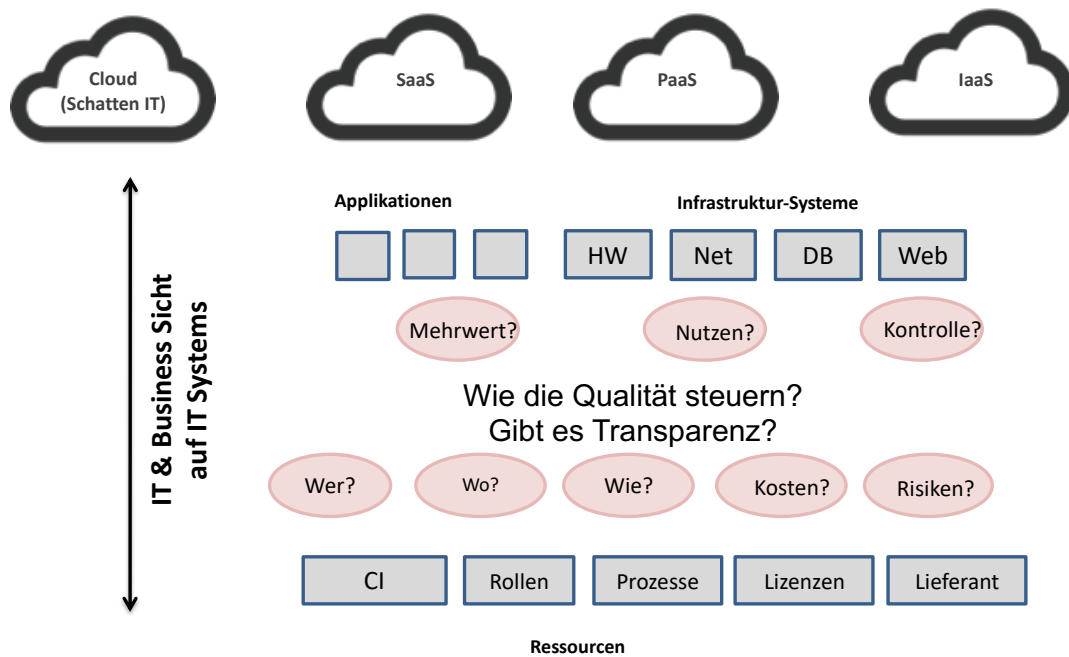 Cloud
(Schatten IT)
SaaS
PaaS
IaaS
Applikationen
Infrastruktur-Systeme
HW
Net
DB
Web
Mehrwert?
Nutzen?
Kontrolle?
IT & Business Sicht
auf IT Systems
Wie die Qualität steuern?
Gibt es Transparenz?
Wer?
Wo?
Wie?
Kosten?
Risiken?
CI
Rollen
Prozesse
Lizenzen
Lieferant
Ressourcen